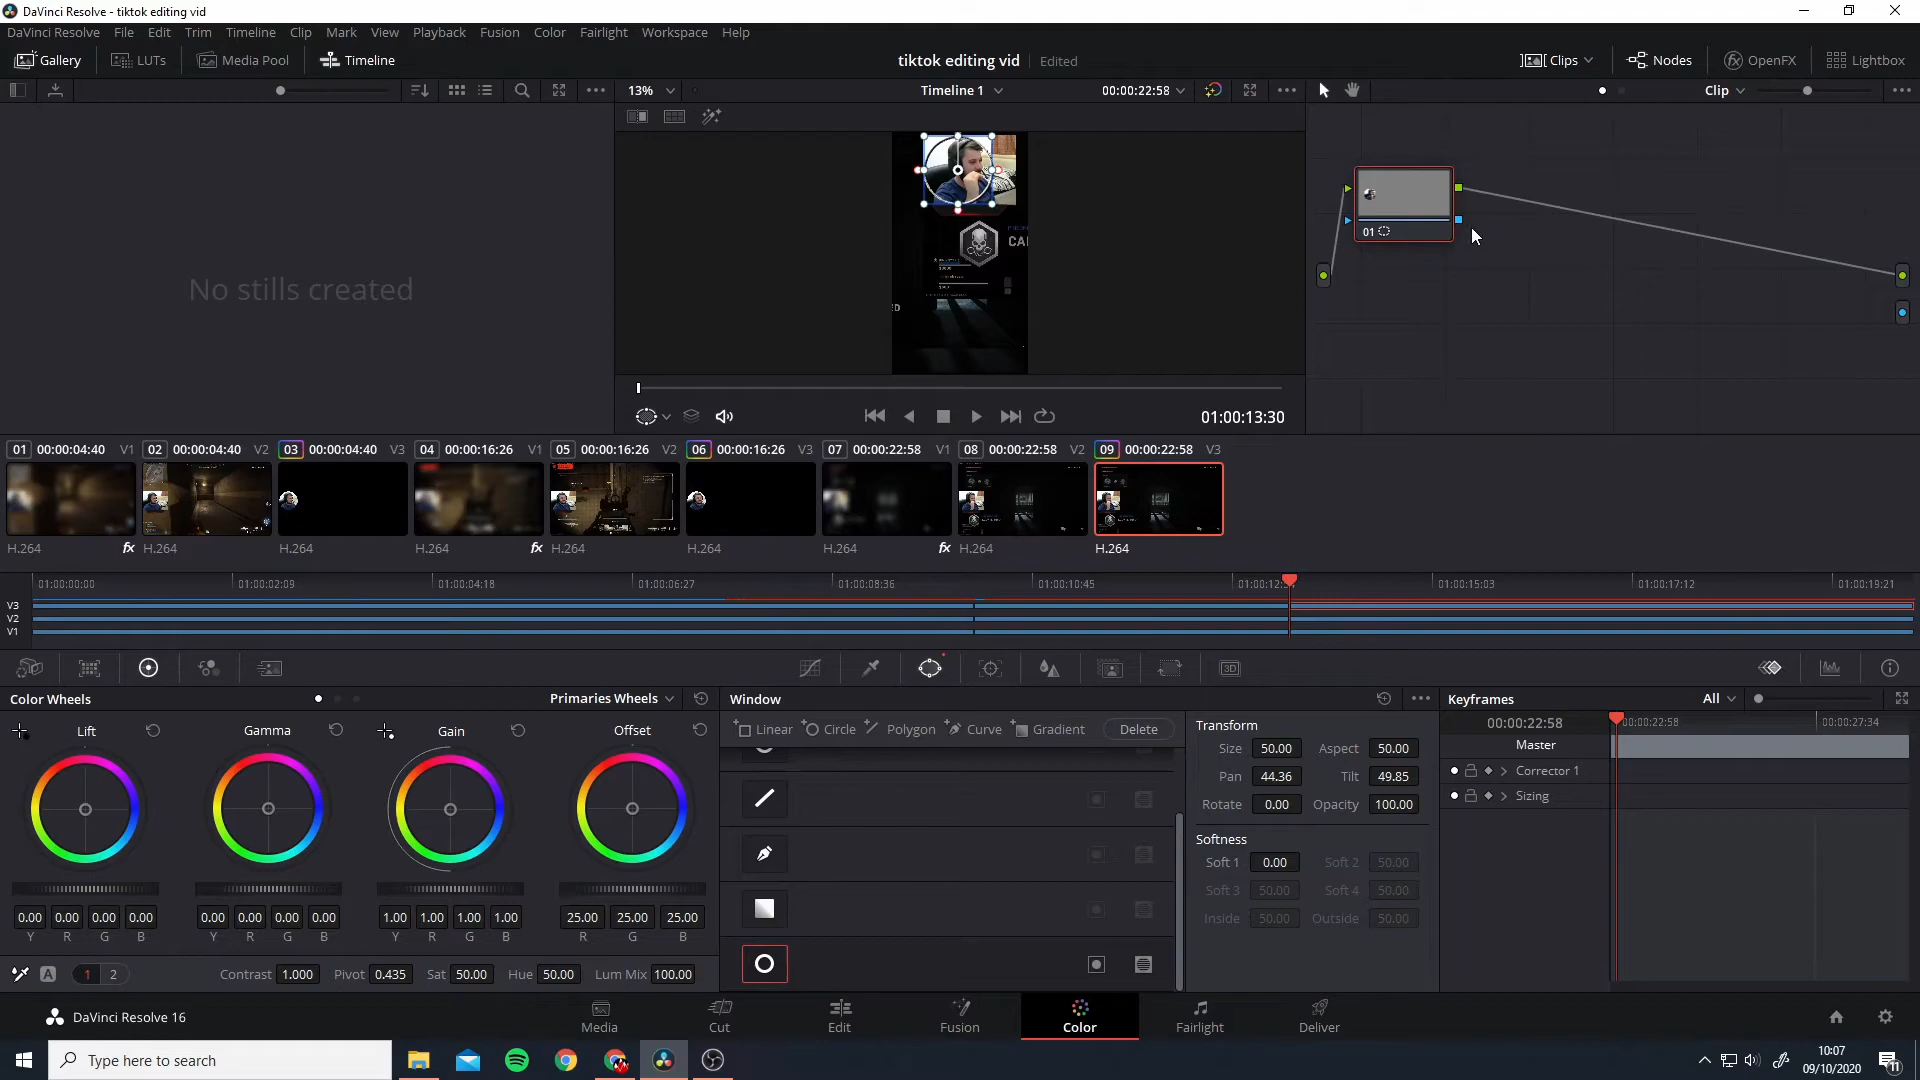 DaVinci Resolve - tiktok editing vid
DaVinci Resolve File Edit Trim Timeline Clip Mark View Playback Fusion Color Fairlight Workspace Help
Gallery LUTs Media Pool Timeline tiktok editing vid Edited Clips Nodes OpenFX Lightbox
13% Timeline 1 00:00:22:58 Clip
No stills created
01
01:00:13:30
01 00:00:04:40 V1 02 00:00:04:40 V2 03 00:00:04:40 V3 04 00:00:16:26 V1 05 00:00:16:26 V2 06 00:00:16:26 V3 07 00:00:22:58 V1 08 00:00:22:58 V2 09 00:00:22:58 V3
H.264 fx H.264 H.264 H.264 fx H.264 H.264 H.264 fx H.264 H.264
01:00:00:00 01:00:02:09 01:00:04:18 01:00:06:27 01:00:08:36 01:00:10:45 01:00:15:03 01:00:17:12 01:00:19:21
V3
V2
V1
3D
Color Wheels Primaries Wheels Window Keyframes All
Lift Gamma Gain Offset Linear Circle Polygon Curve Gradient Delete Transform 00:00:22:58 00:00:22:58 00:00:27:34
Size 50.00 Aspect 50.00 Master
Pan 44.36 Tilt 49.85 Corrector 1
Rotate 0.00 Opacity 100.00 Sizing
Softness
Soft 1 0.00 Soft 2 50.00
Soft 3 50.00 Soft 4 50.00
Inside 50.00 Outside 50.00
0.00 0.00 0.00 0.00 0.00 0.00 0.00 0.00 1.00 1.00 1.00 1.00 25.00 25.00 25.00
Y R G B Y R G B Y R G B R G B
A 1 2 Contrast 1.000 Pivot 0.435 Sat 50.00 Hue 50.00 Lum Mix 100.00
DaVinci Resolve 16 Media Cut Edit Fusion Color Fairlight Deliver
Type here to search
10:07
09/10/2020
11